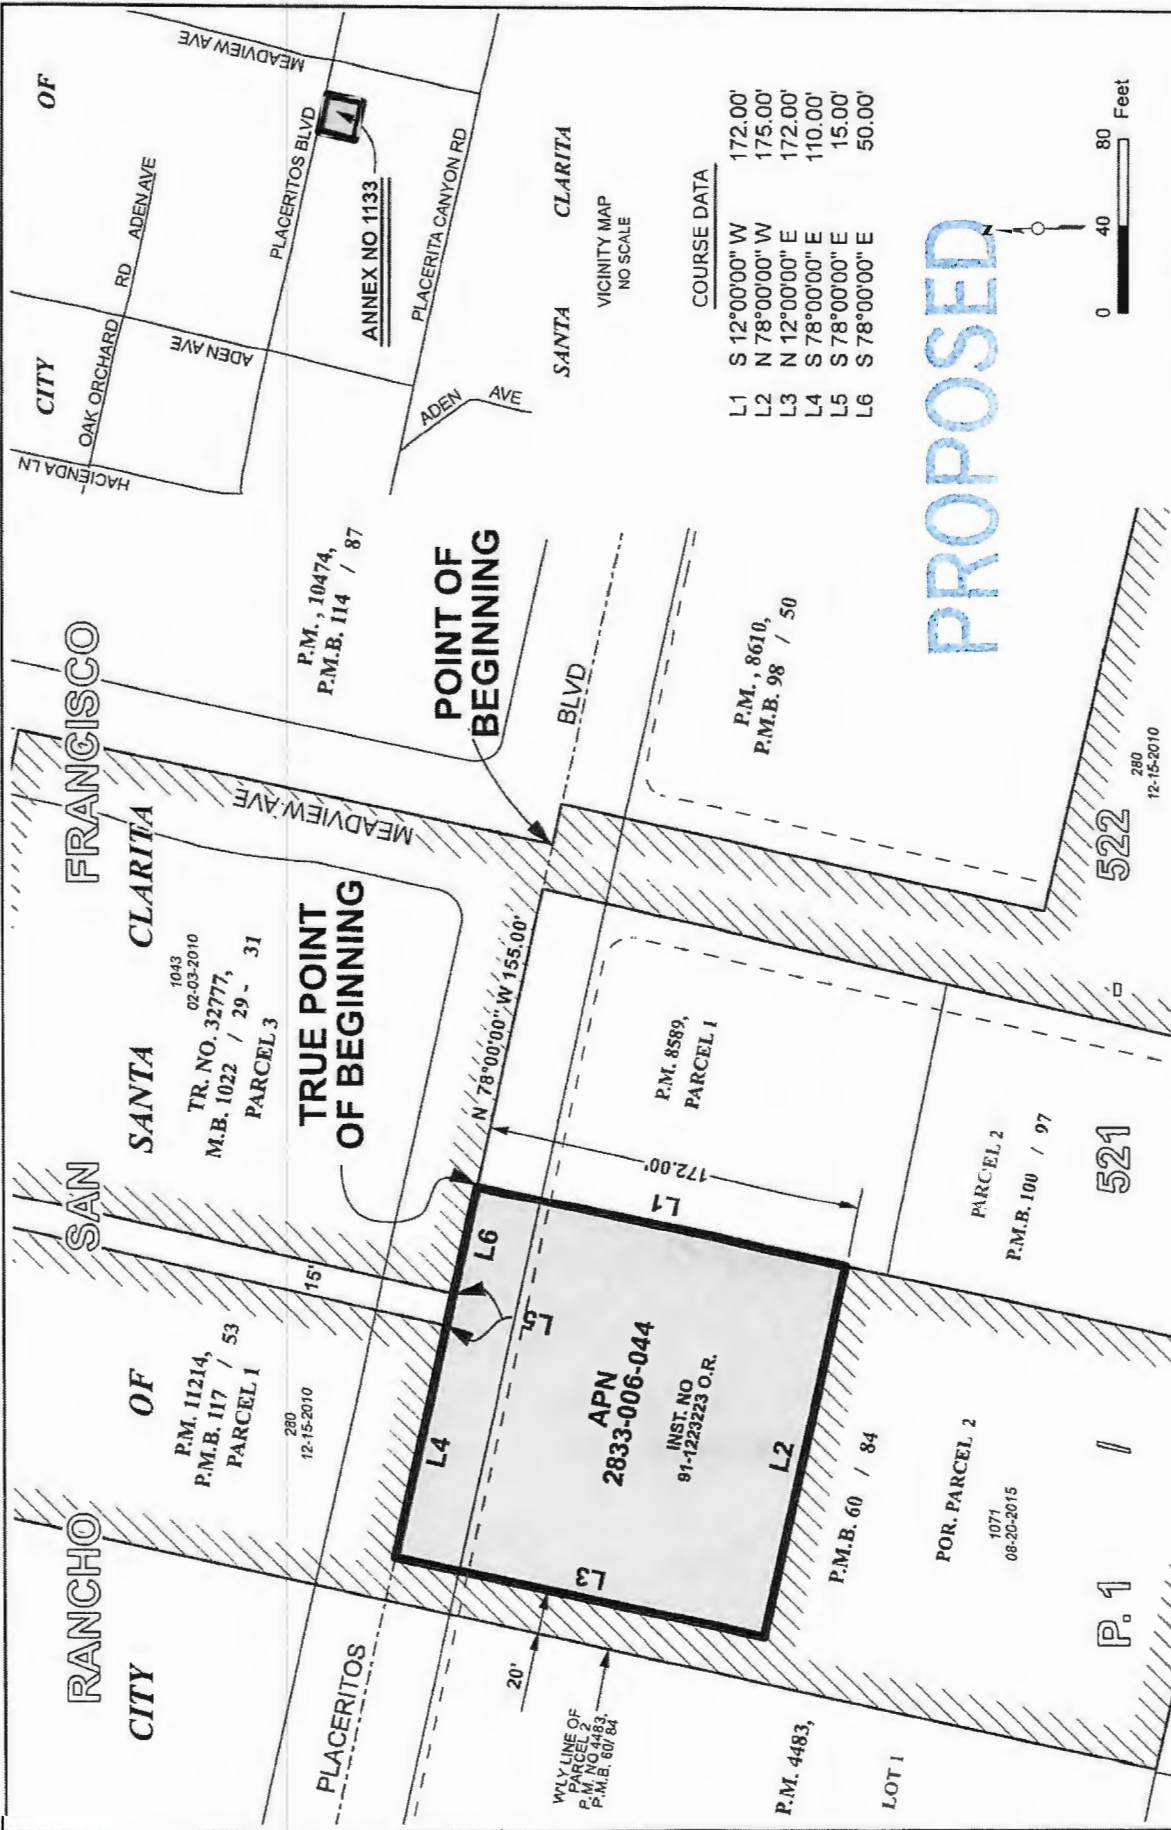 RANCHO SAN FRANCISCO
CITY OF SANTA CLARITA
P.M. 11214,
P.M.B. 117 / 53
PARCEL 1
280
12-15-2010
1043
02-03-2010
TR. NO. 32777,
M.B. 1022 / 29 - 31
PARCEL 3
15'
MEADVIEW AVE
P.M. , 10474,
P.M.B. 114 / 87
TRUE POINT
OF BEGINNING
POINT OF
BEGINNING
PLACERITOS
BLVD
N 78°00'00" W 155.00'
L4
L5
L6
L3
L1
L2
172.00'
20'
APN
2833-006-044
INST. NO
91-1223223 O.R.
W'LY LINE OF
PARCEL 2
P.M. NO 4483,
P.M.B. 60/ 84
P.M. 8589,
PARCEL 1
P.M. , 8610,
P.M.B. 98 / 50
P.M. 4483,
LOT 1
P.M.B. 60 / 84
POR. PARCEL 2
1071
08-20-2015
PARCEL 2
P.M.B. 100 / 97
P. 1 / 521 - 522
280
12-15-2010
CITY OF
HACIENDA LN
OAK ORCHARD RD
ADEN AVE
ADEN AVE
MEADVIEW AVE
PLACERITOS BLVD
ANNEX NO 1133
PLACERITA CANYON RD
ADEN AVE
SANTA CLARITA
VICINITY MAP
NO SCALE
COURSE DATA
L1 S 12°00'00" W 172.00'
L2 N 78°00'00" W 175.00'
L3 N 12°00'00" E 172.00'
L4 S 78°00'00" E 110.00'
L5 S 78°00'00" E 15.00'
L6 S 78°00'00" E 50.00'
PROPOSED
N
0 40 80 Feet